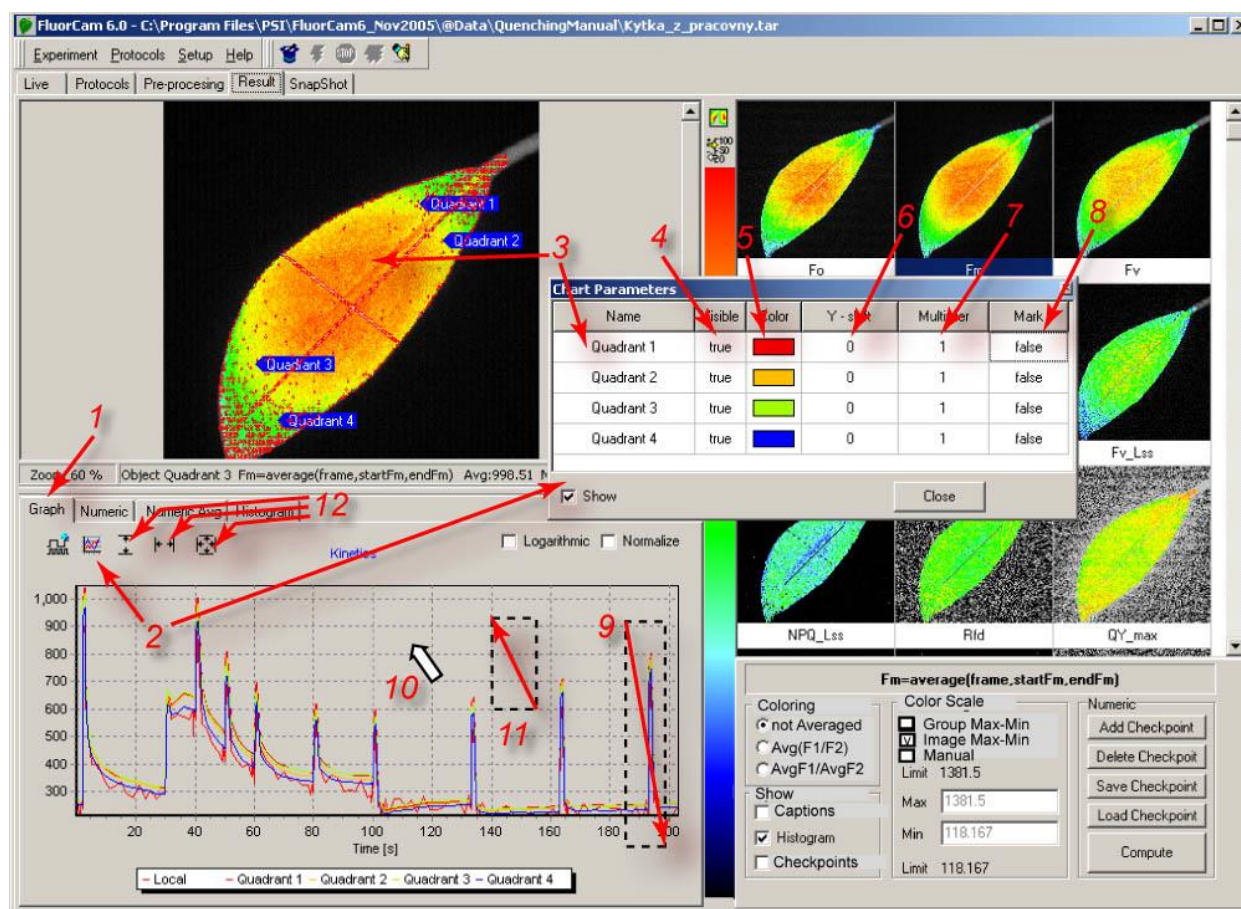 FluorCam 6.0 - C:\Program Files\PSI\FluorCam6_Nov2005\@Data\QuenchingManual\Kytka_z_pracovny.tar
Experiment Protocols Setup Help
STOP
Live Protocols Pre-procesing Result SnapShot
100
50
20
Quadrant 1
Quadrant 2
Quadrant 3
Quadrant 4
1
2
3
4
5
6
7
8
Fo
Fm
Fv
Chart Parameters
Name Visible Color Y - shift Multiplier Mark
Quadrant 1 true 0 1 false
Quadrant 2 true 0 1 false
Quadrant 3 true 0 1 false
Quadrant 4 true 0 1 false
Show
Close
Fv_Lss
NPQ_Lss
Rfd
QY_max
Zoom 60 % Object Quadrant 3 Fm=average(frame,startFm,endFm) Avg:998.51
Graph Numeric Numeric Avg Histogram
12
Kinetics
Logarithmic Normalize
1,000
900
800
700
600
500
400
300
9
10
11
20 40 60 80 100 120 140 160 180 200
Time [s]
Local Quadrant 1 Quadrant 2 Quadrant 3 Quadrant 4
Fm=average(frame,startFm,endFm)
Coloring
not Averaged
Avg(F1/F2)
AvgF1/AvgF2
Show
Captions
Histogram
Checkpoints
Color Scale
Group Max-Min
V Image Max-Min
Manual
Limit 1381.5
Max 1381.5
Min 118.167
Limit 118.167
Numeric
Add Checkpoint
Delete Checkpoit
Save Checkpoint
Load Checkpoint
Compute